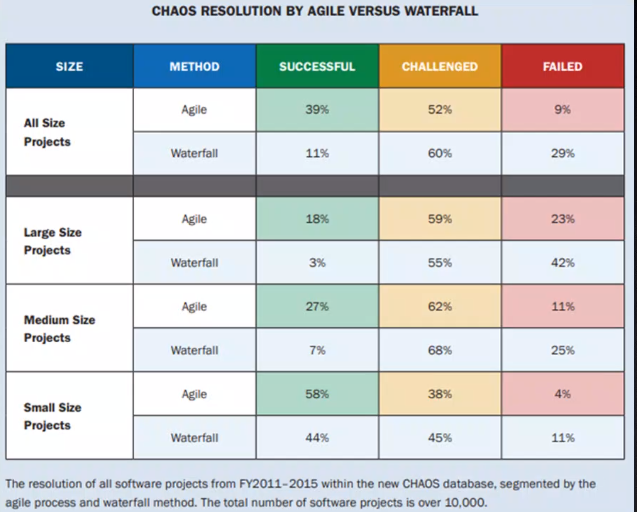 CHAOS RESOLUTION BY AGILE VERSUS WATERFALL
SIZE METHOD SUCCESSFUL CHALLENGED FAILED
All Size Projects
Agile 39% 52% 9%
Waterfall 11% 60% 29%
Large Size Projects
Agile 18% 59% 23%
Waterfall 3% 55% 42%
Medium Size Projects
Agile 27% 62% 11%
Waterfall 7% 68% 25%
Small Size Projects
Agile 58% 38% 4%
Waterfall 44% 45% 11%
The resolution of all software projects from FY2011–2015 within the new CHAOS database, segmented by the
agile process and waterfall method. The total number of software projects is over 10,000.